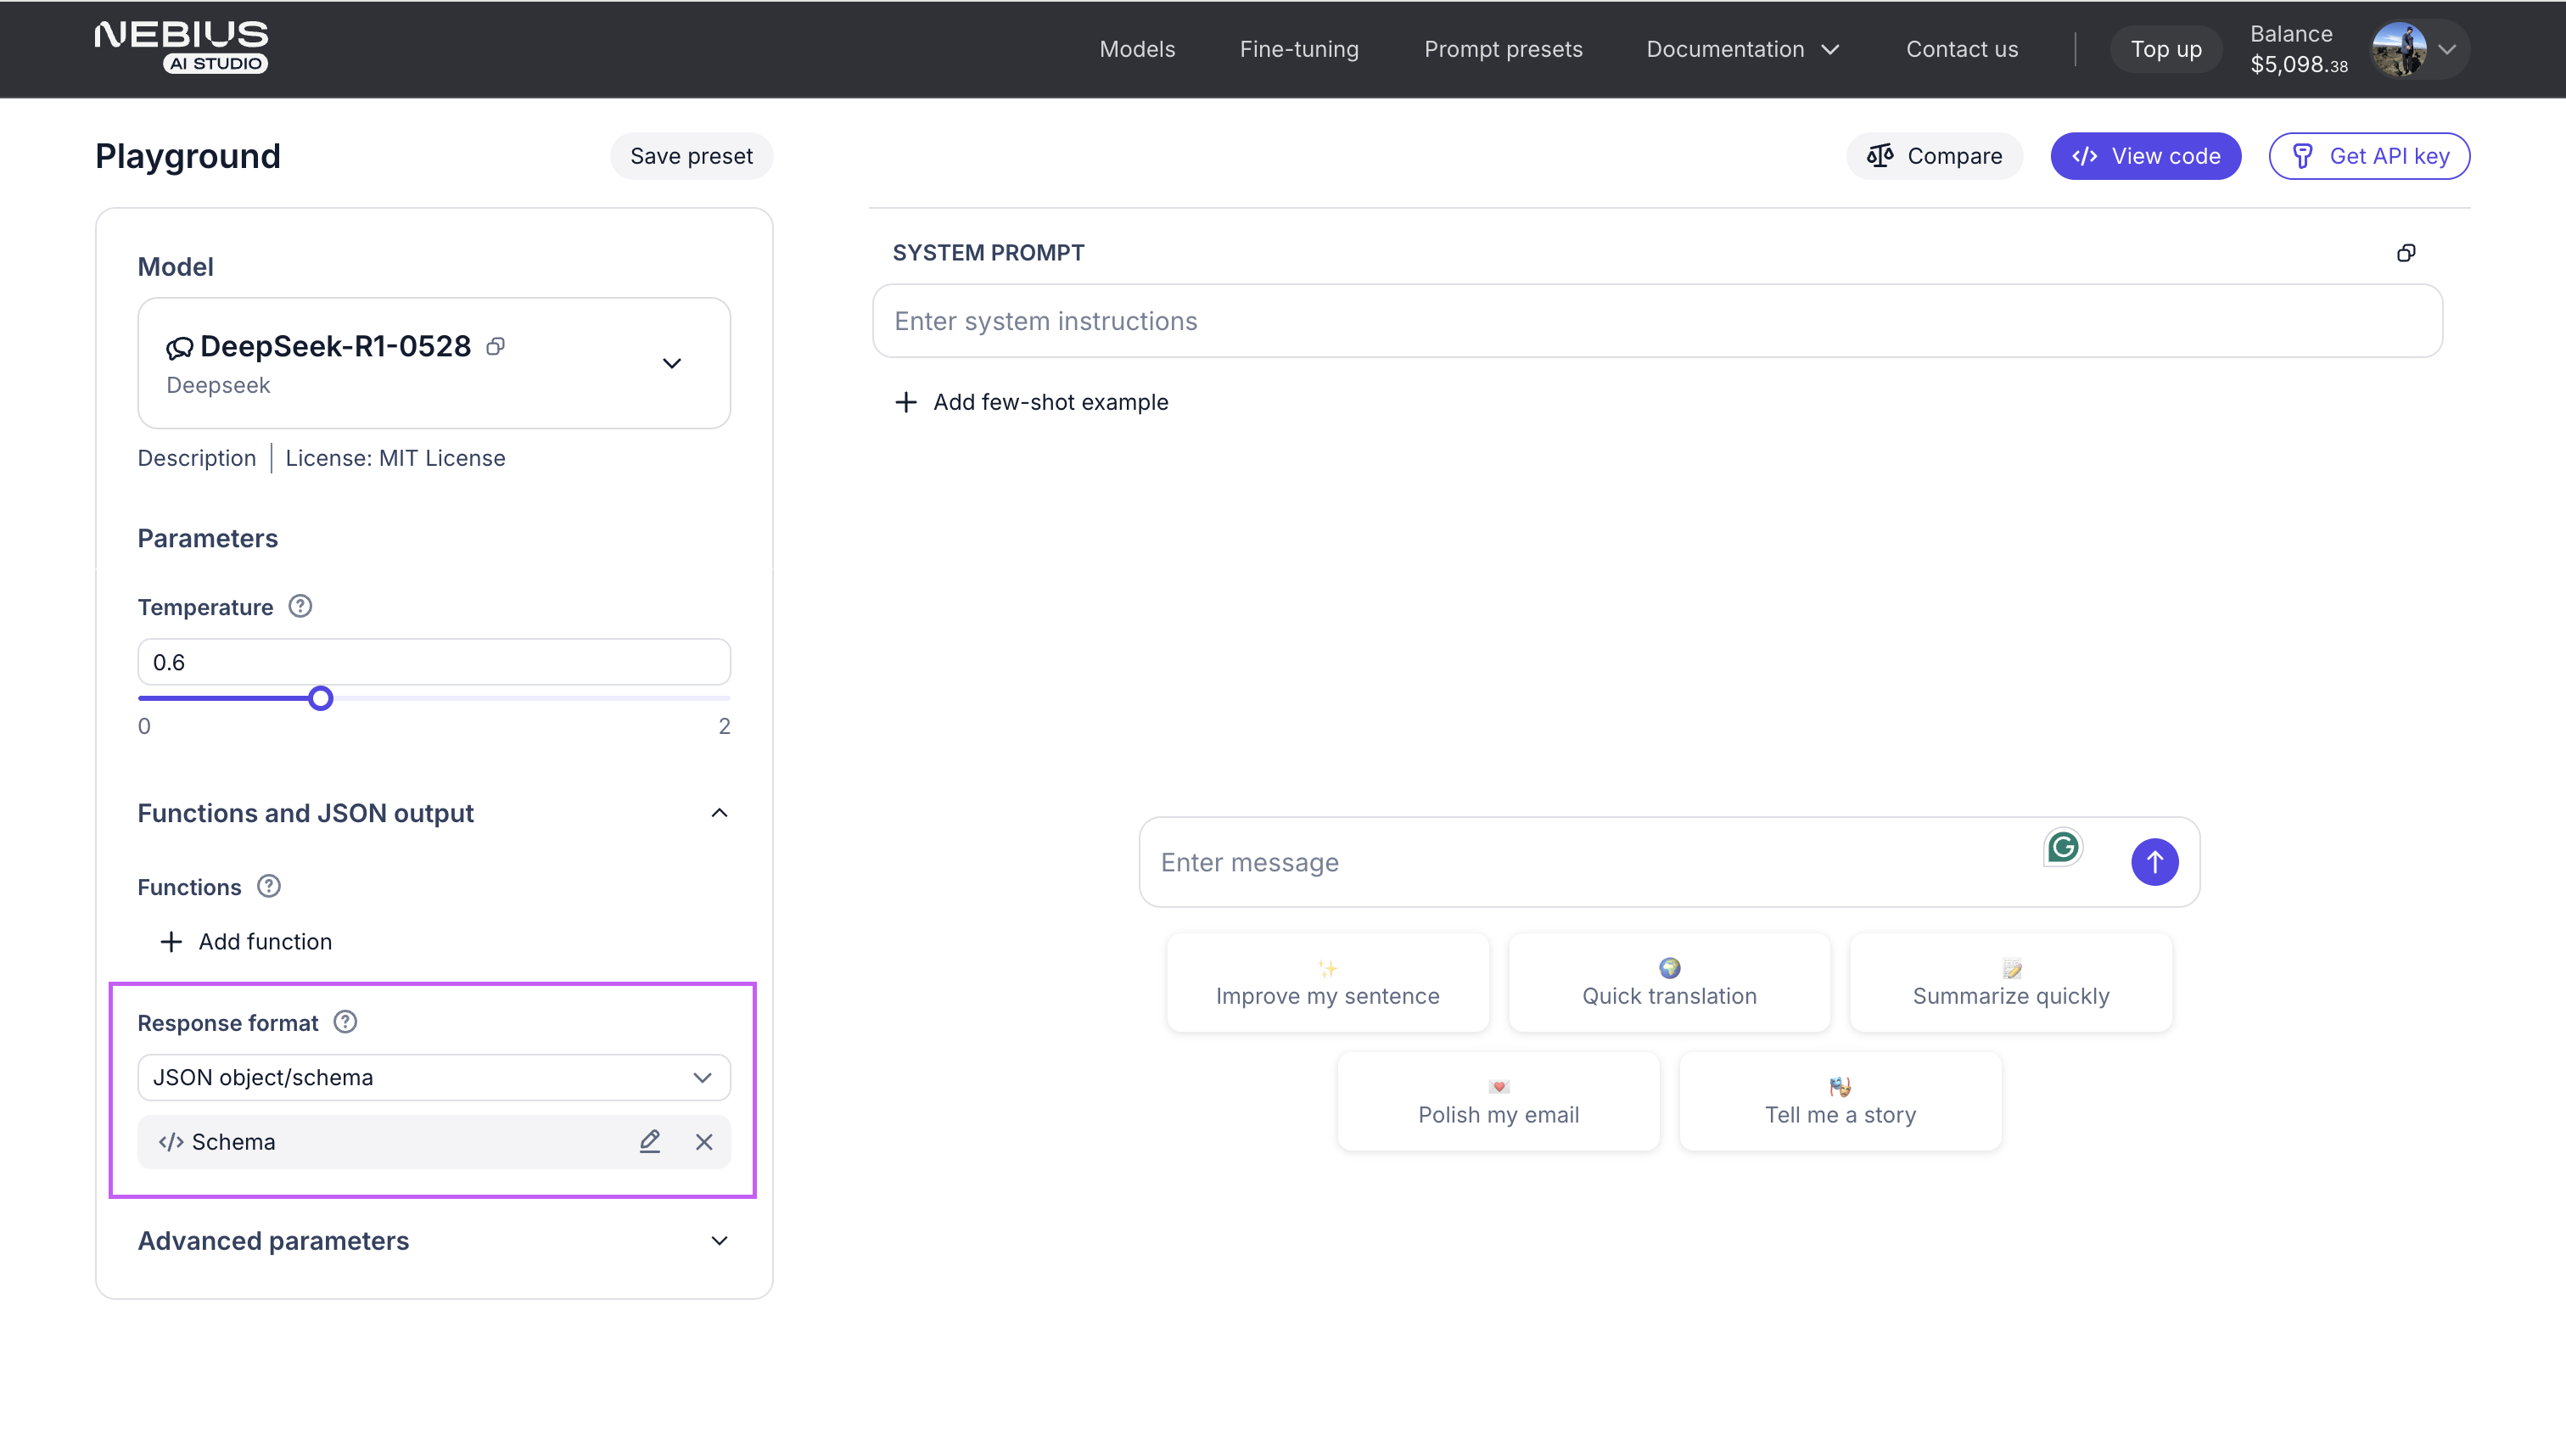 NEBIUS
AI STUDIO
Models
Fine-tuning
Prompt presets
Documentation
Contact us
Top up
Balance
$5,098.38
Playground
Save preset
Compare
</> View code
Get API key
Model
DeepSeek-R1-0528
Deepseek
Description | License: MIT License
Parameters
Temperature ?
0.6
0 2
Functions and JSON output
Functions ?
+ Add function
Response format ?
JSON object/schema
</> Schema
Advanced parameters
SYSTEM PROMPT
Enter system instructions
+ Add few-shot example
Enter message
G
Improve my sentence
Quick translation
Summarize quickly
Polish my email
Tell me a story